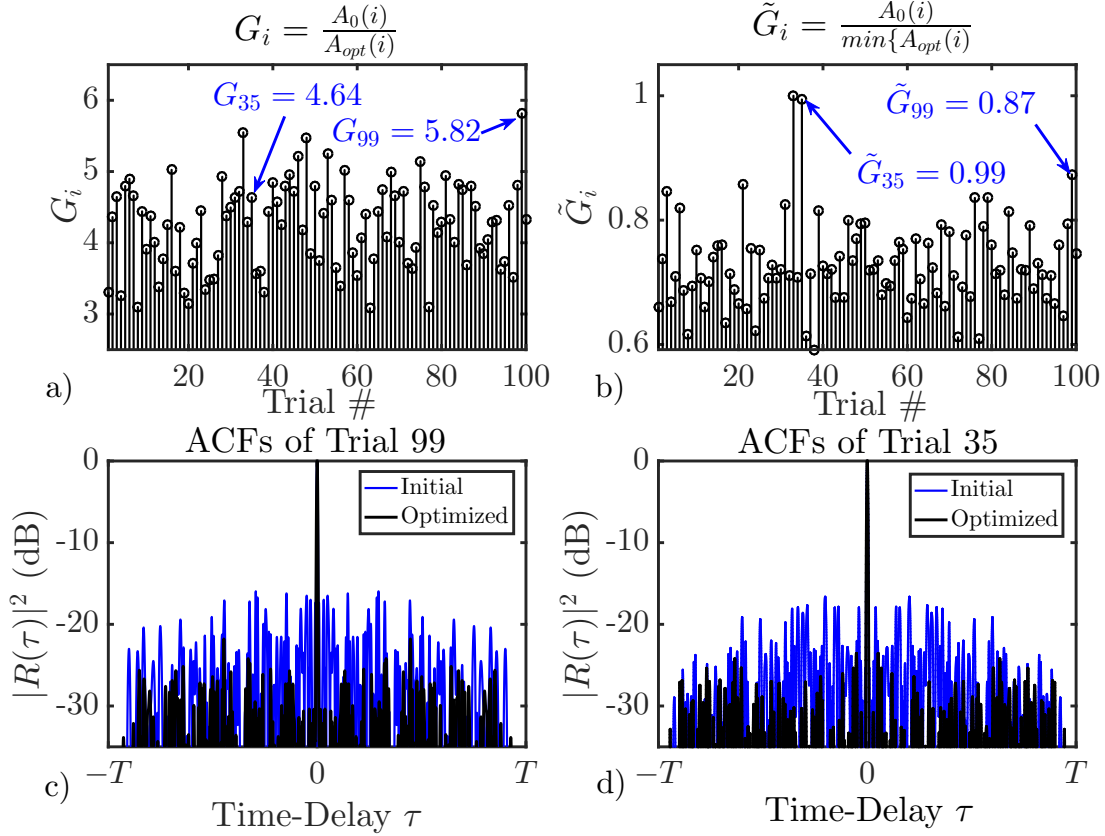 G_i = A_0(i) / A_opt(i)
G̃_i = A_0(i) / min{A_opt(i)
G_i
6
5
4
3
G_35 = 4.64
G_99 = 5.82
20
40
60
80
100
Trial #
a)
G̃_i
1
0.8
0.6
G̃_99 = 0.87
G̃_35 = 0.99
20
40
60
80
100
Trial #
b)
ACFs of Trial 99
|R(τ)|^2 (dB)
0
-10
-20
-30
Initial
Optimized
−T
0
T
Time-Delay τ
c)
ACFs of Trial 35
|R(τ)|^2 (dB)
0
-10
-20
-30
Initial
Optimized
−T
0
T
Time-Delay τ
d)